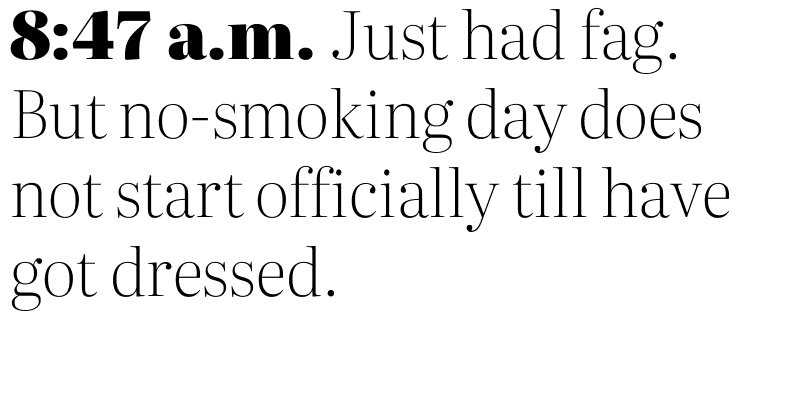 8:47 a.m. Just had fag.
But no-smoking day does
not start officially till have
got dressed.